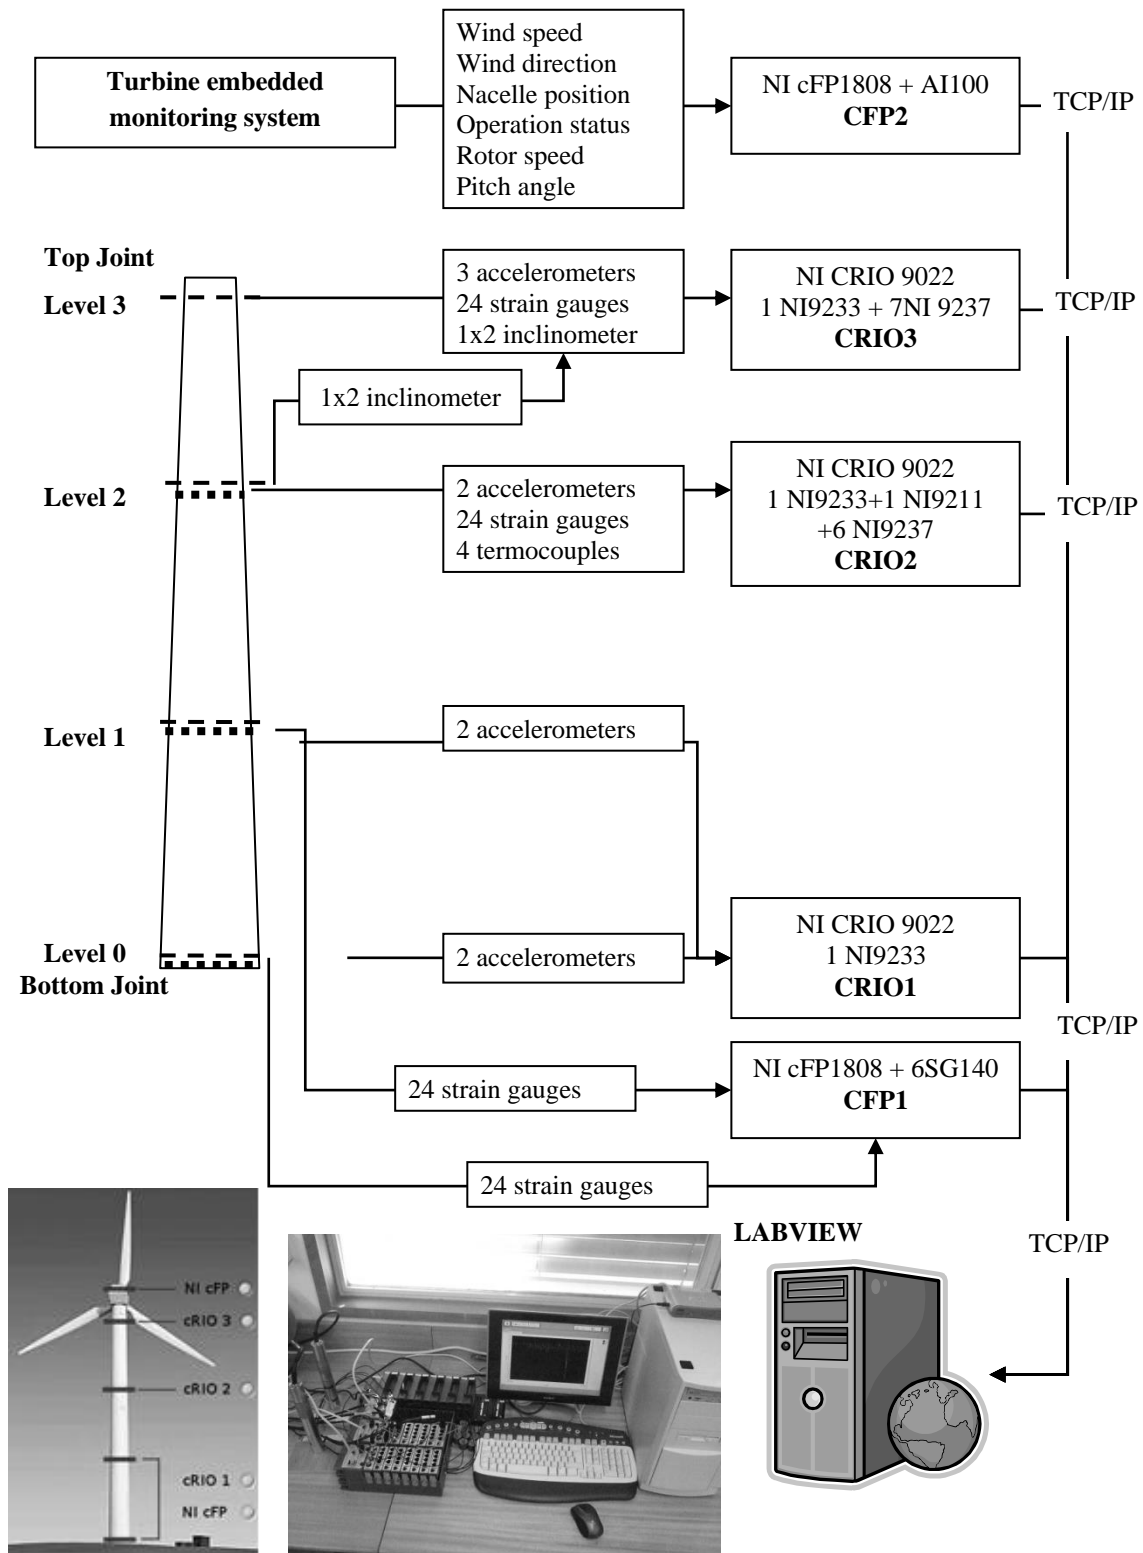 Turbine embedded
monitoring system
Wind speed
Wind direction
Nacelle position
Operation status
Rotor speed
Pitch angle
NI cFP1808 + AI100
CFP2
TCP/IP
Top Joint
Level 3
3 accelerometers
24 strain gauges
1x2 inclinometer
NI CRIO 9022
1 NI9233 + 7NI 9237
CRIO3
TCP/IP
1x2 inclinometer
Level 2
2 accelerometers
24 strain gauges
4 termocouples
NI CRIO 9022
1 NI9233+1 NI9211
+6 NI9237
CRIO2
TCP/IP
Level 1
2 accelerometers
Level 0
Bottom Joint
2 accelerometers
NI CRIO 9022
1 NI9233
CRIO1
TCP/IP
24 strain gauges
NI cFP1808 + 6SG140
CFP1
24 strain gauges
LABVIEW
TCP/IP
NI cFP
cRIO 3
cRIO 2
cRIO 1
NI cFP